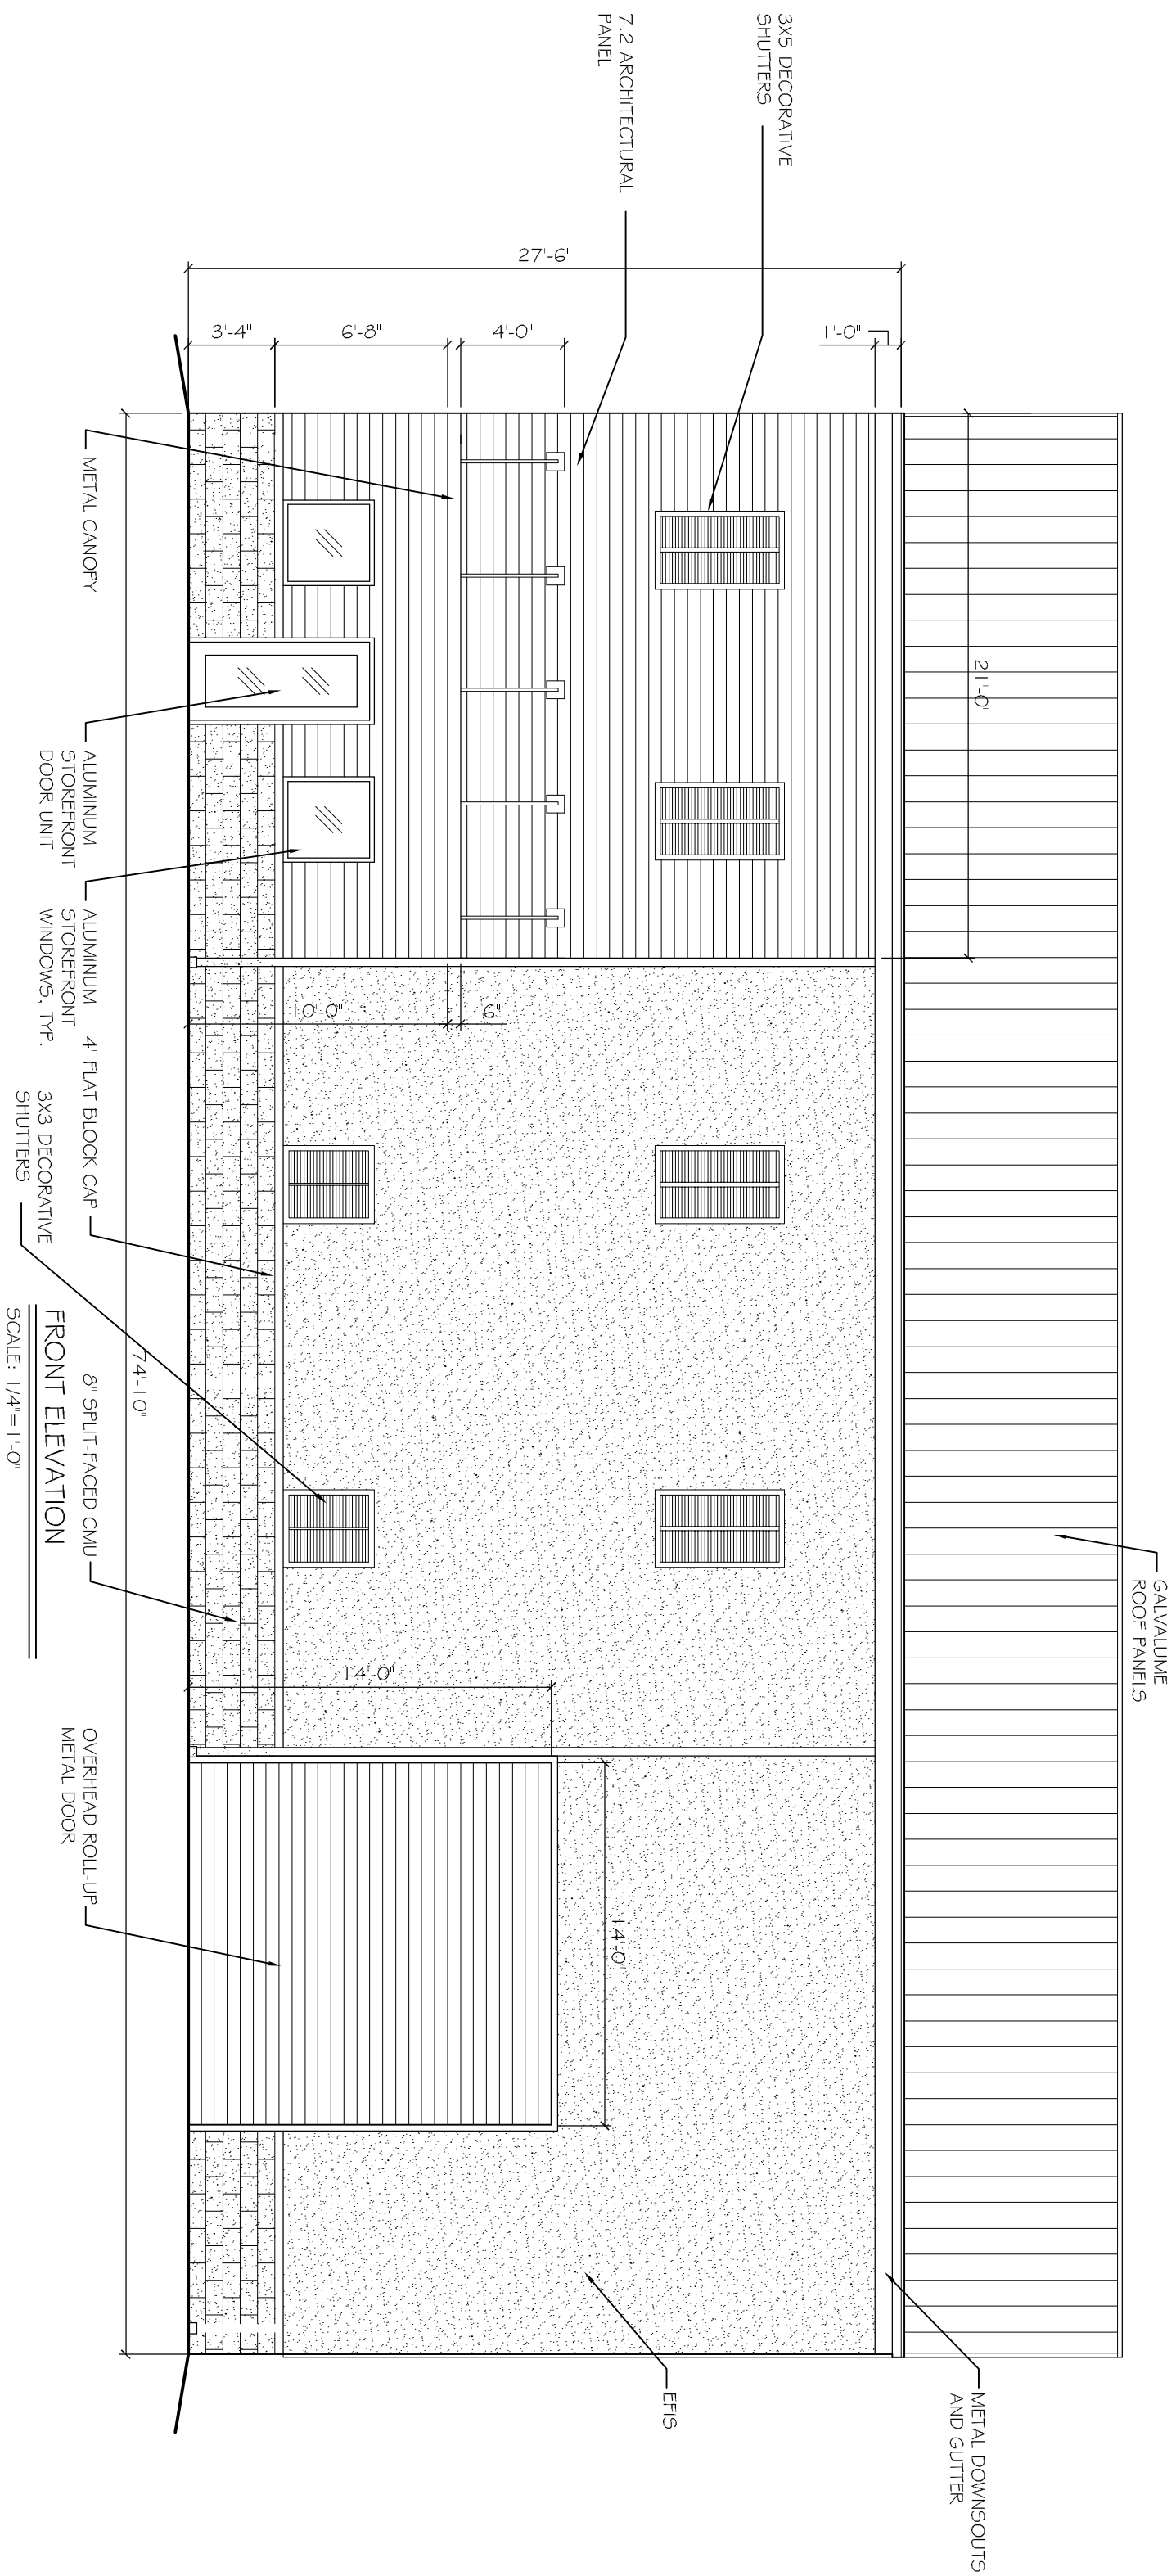 GALVALUME
ROOF PANELS
3X5 DECORATIVE
SHUTTERS
7.2 ARCHITECTURAL
PANEL
METAL DOWNSOUTS
AND GUTTER
EFIS
21'-0"
27'-6"
1'-0"
4'-0"
6'-8"
3'-4"
6"
10'-0"
14'-0"
14'-0"
74'-10"
METAL CANOPY
ALUMINUM
STOREFRONT
DOOR UNIT
ALUMINUM
STOREFRONT
WINDOWS, TYP.
4" FLAT BLOCK CAP
3X3 DECORATIVE
SHUTTERS
8" SPLIT-FACED CMU
OVERHEAD ROLL-UP
METAL DOOR
FRONT ELEVATION
SCALE: 1/4"=1'-0"